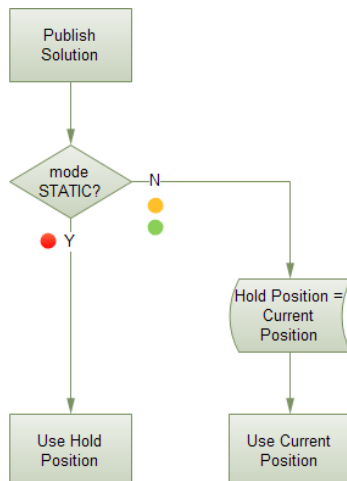 Publish
Solution
mode
STATIC?
N
Y
Hold Position =
Current
Position
Use Hold
Position
Use Current
Position